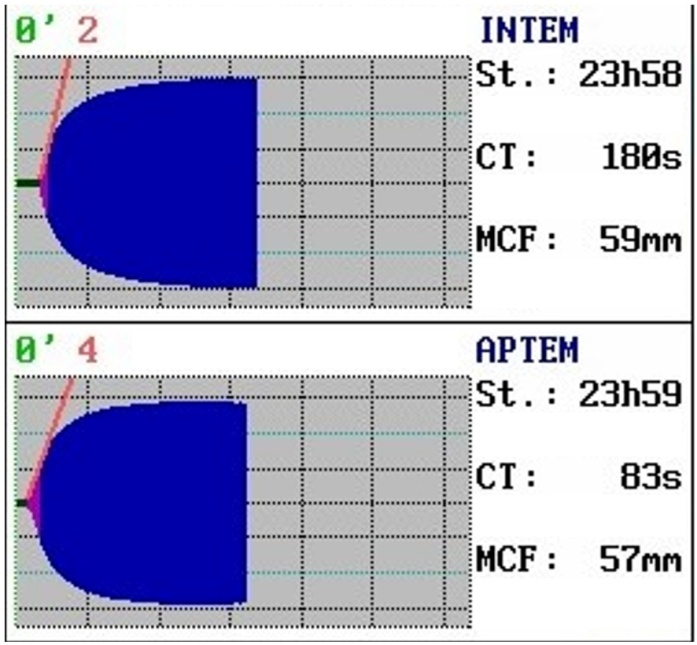 0' 2 INTEM
St.: 23h58
CT: 180s
MCF: 59mm
0' 4 APTEM
St.: 23h59
CT: 83s
MCF: 57mm